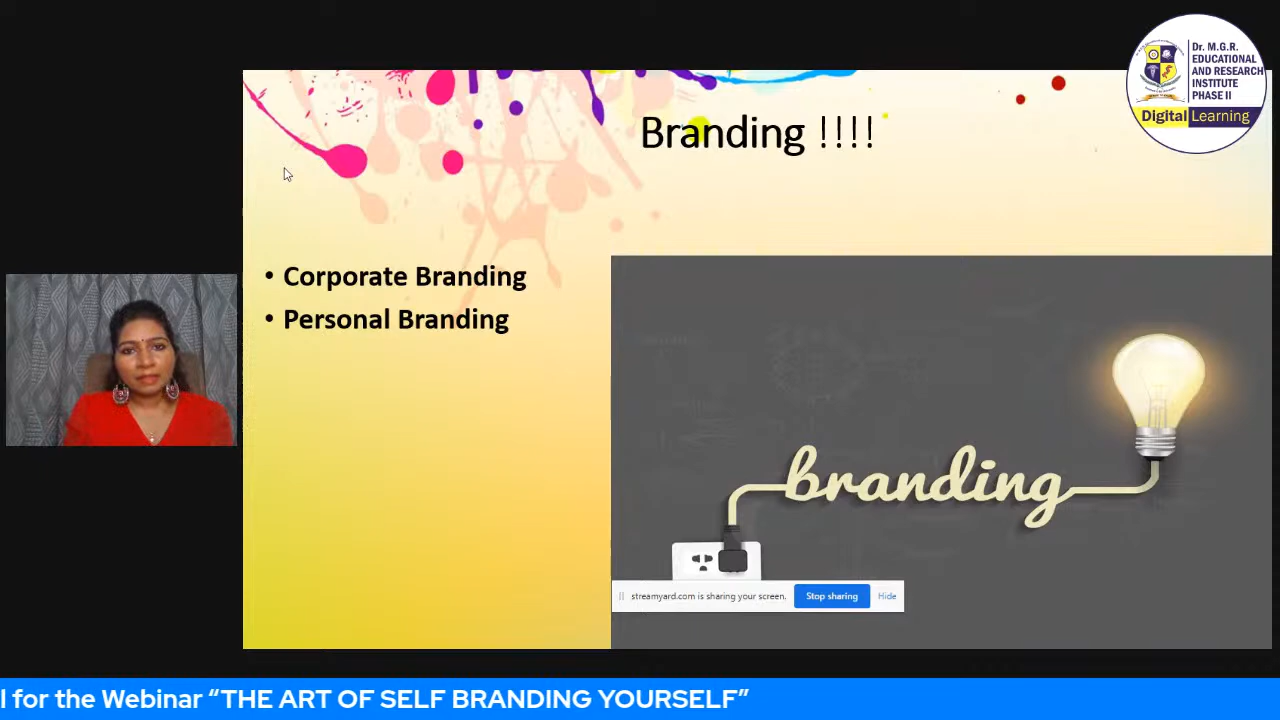 Dr. M.G.R.
EDUCATIONAL
AND RESEARCH
INSTITUTE
PHASE II
Digital Learning
Branding !!!!
• Corporate Branding
• Personal Branding
branding
streamyard.com is sharing your screen.
Stop sharing
Hide
l for the Webinar “THE ART OF SELF BRANDING YOURSELF”